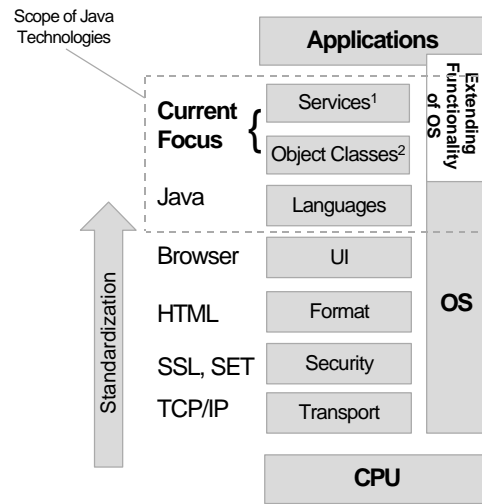 Scope of Java
Technologies
Applications
Extending
Functionality
of OS
Current
Focus
{
Services¹
Object Classes²
Java
Languages
Browser
UI
HTML
Format
OS
SSL, SET
Security
TCP/IP
Transport
Standardization
CPU